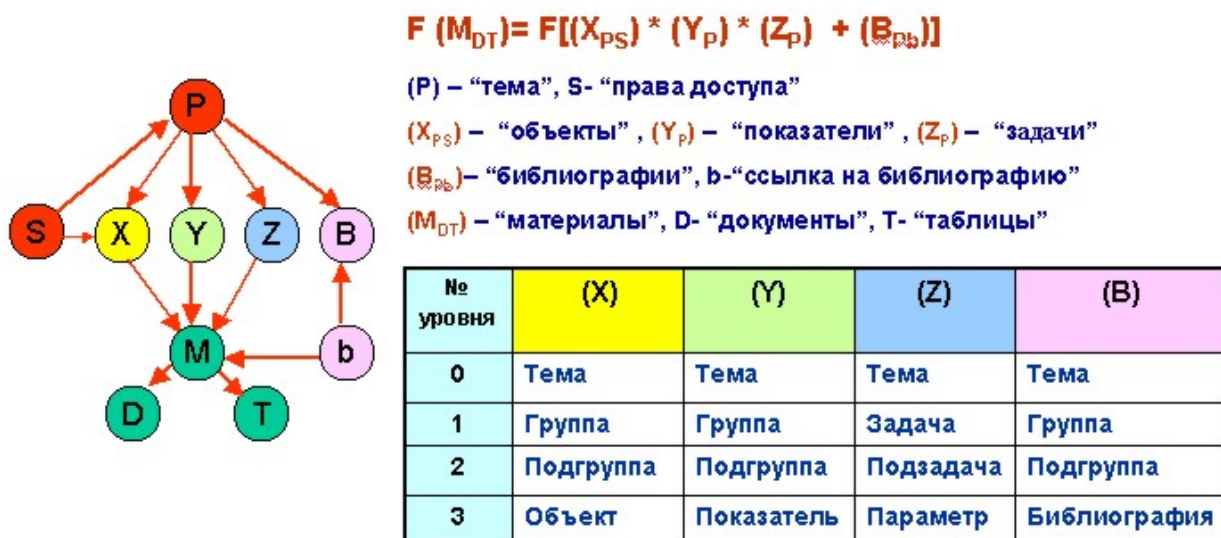 F (M_DT)= F[(X_PS) * (Y_P) * (Z_P) + (B_Pb)]
(P) – “тема”, S- “права доступа”
(X_PS) – “объекты” , (Y_P) – “показатели” , (Z_P) – “задачи”
(B_Pb)– “библиографии”, b-“ссылка на библиографию”
(M_DT) – “материалы”, D- “документы”, T- “таблицы”
P
S X Y Z B
M b
D T
№ уровня (X) (Y) (Z) (B)
0 Тема Тема Тема Тема
1 Группа Группа Задача Группа
2 Подгруппа Подгруппа Подзадача Подгруппа
3 Объект Показатель Параметр Библиография